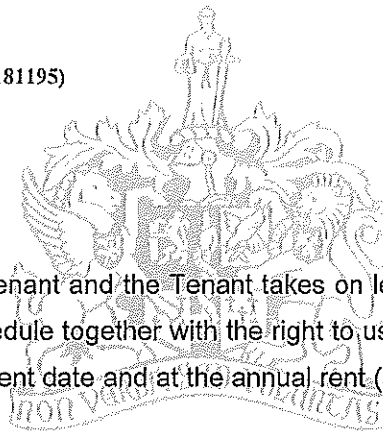 81195)
enant and the Tenant takes on le
edule together with the right to us
ent date and at the annual rent (
non